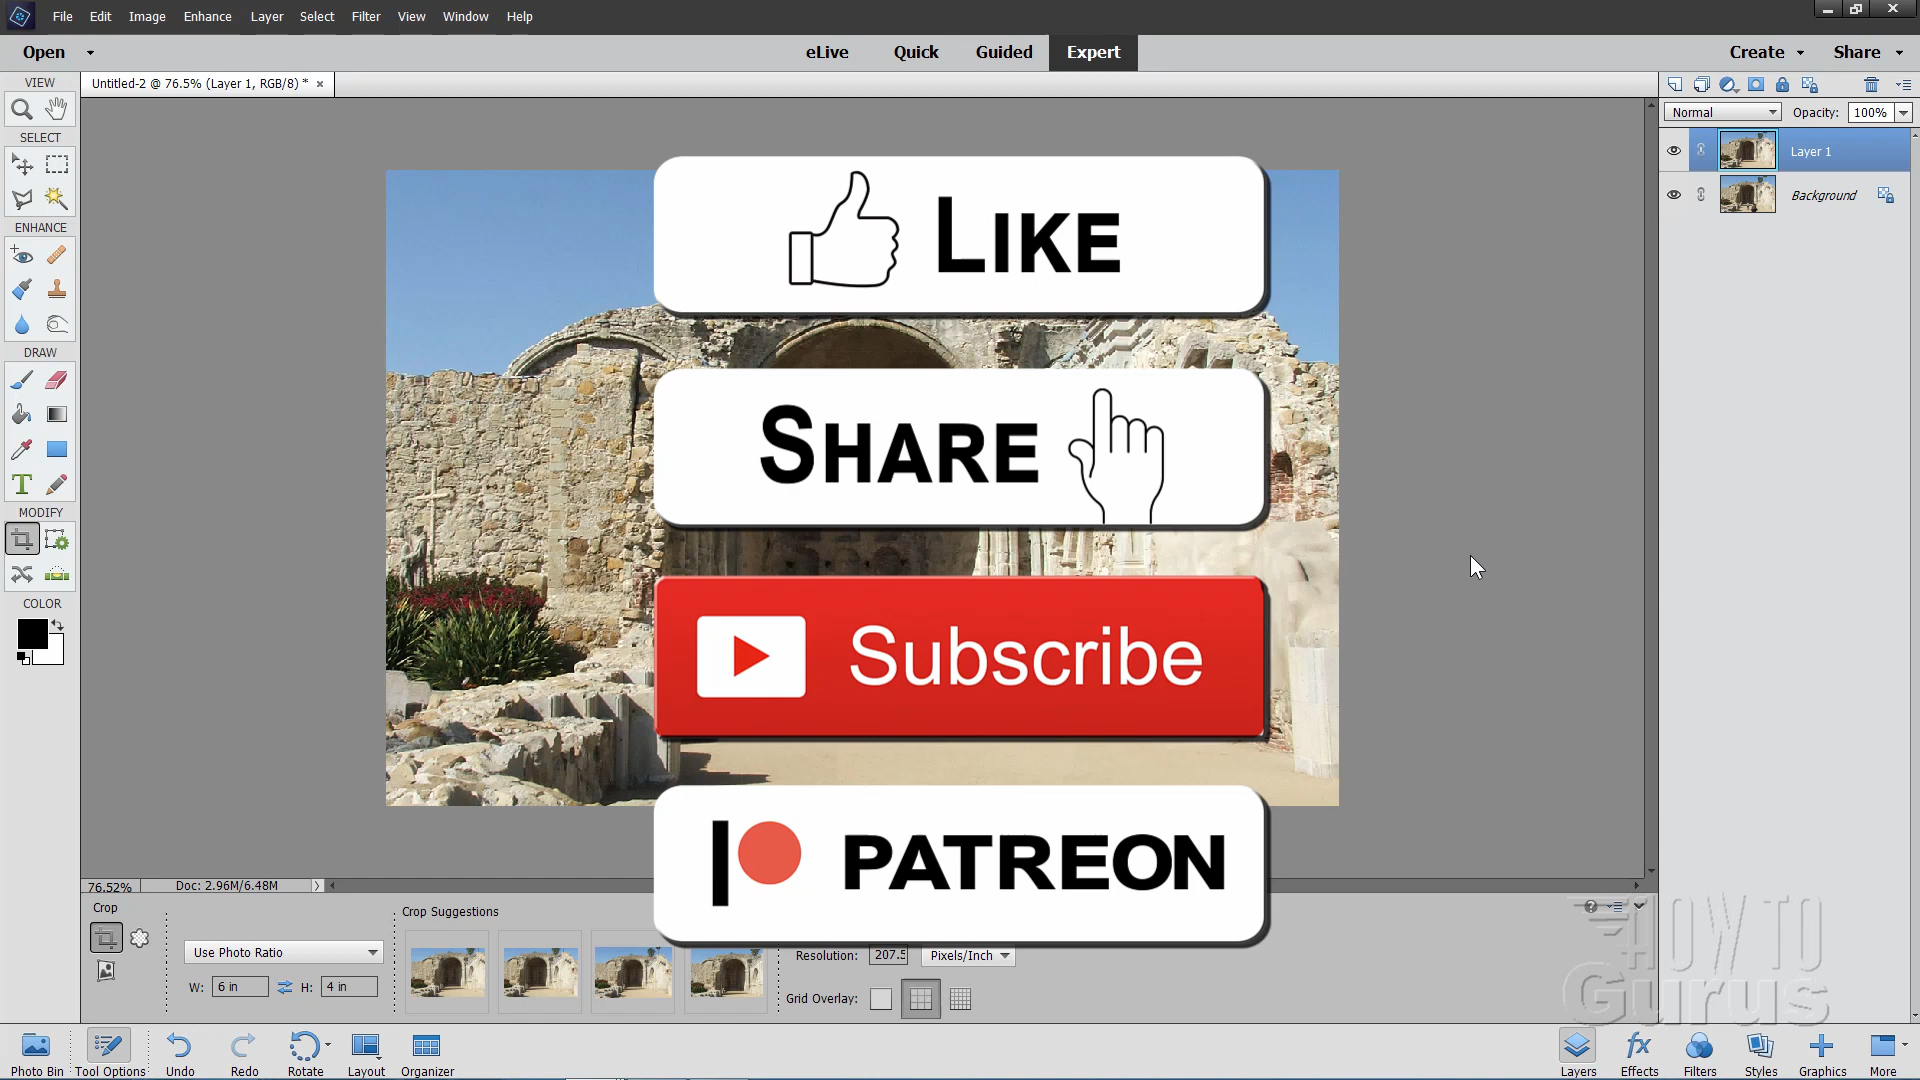 File Edit Image Enhance Layer Select Filter View Window Help
Open eLive Quick Guided Expert Create Share
VIEW
Untitled-2 @ 76.5% (Layer 1, RGB/8) * ×
Normal Opacity: 100%
SELECT
Layer 1
Background
ENHANCE
DRAW
T
MODIFY
COLOR
LIKE
SHARE
Subscribe
PATREON
76.52% Doc: 2.96M/6.48M
Crop
Crop Suggestions
Use Photo Ratio
Resolution: 207.5 Pixels/Inch
W: 6 in H: 4 in
Grid Overlay:
HOW TO
Gurus
Photo Bin Tool Options Undo Redo Rotate Layout Organizer
fx
Layers Effects Filters Styles Graphics More